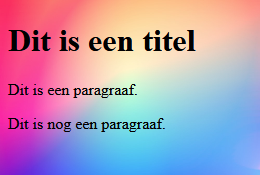 Dit is een titel
Dit is een paragraaf.
Dit is nog een paragraaf.